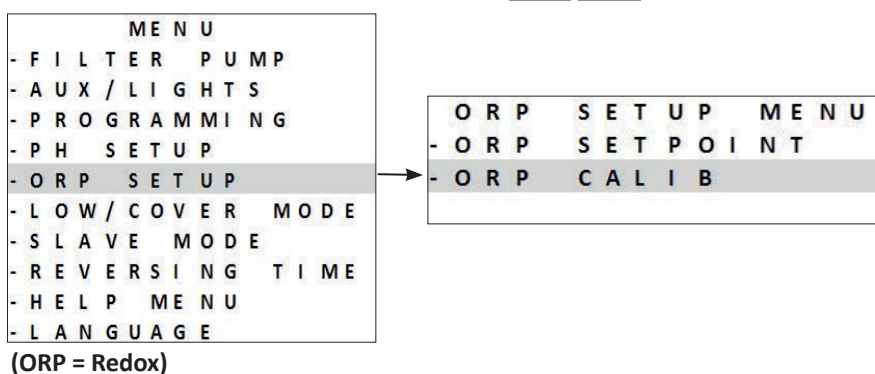 MENU
- FILTER PUMP
- AUX/LIGHTS
- PROGRAMMING
- PH SETUP
- ORP SETUP
- LOW/COVER MODE
- SLAVE MODE
- REVERSING TIME
- HELP MENU
- LANGUAGE
ORP SETUP MENU
- ORP SETPOINT
- ORP CALIB
(ORP = Redox)